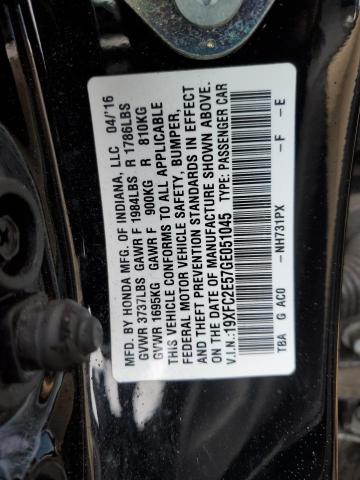 MFD. BY HONDA MFG. OF INDIANA, LLC 04/16
GVWR 3737LBS GAWR F 1984LBS R 1786LBS
GVWR 1695KG GAWR F 900KG R 810KG
THIS VEHICLE CONFORMS TO ALL APPLICABLE
FEDERAL MOTOR VEHICLE SAFETY, BUMPER,
AND THEFT PREVENTION STANDARDS IN EFFECT
ON THE DATE OF MANUFACTURE SHOWN ABOVE.
V.I.N.:19XFC2E57GE051045 TYPE: PASSENGER CAR
TBA G AC0 — NH731PX — F — E